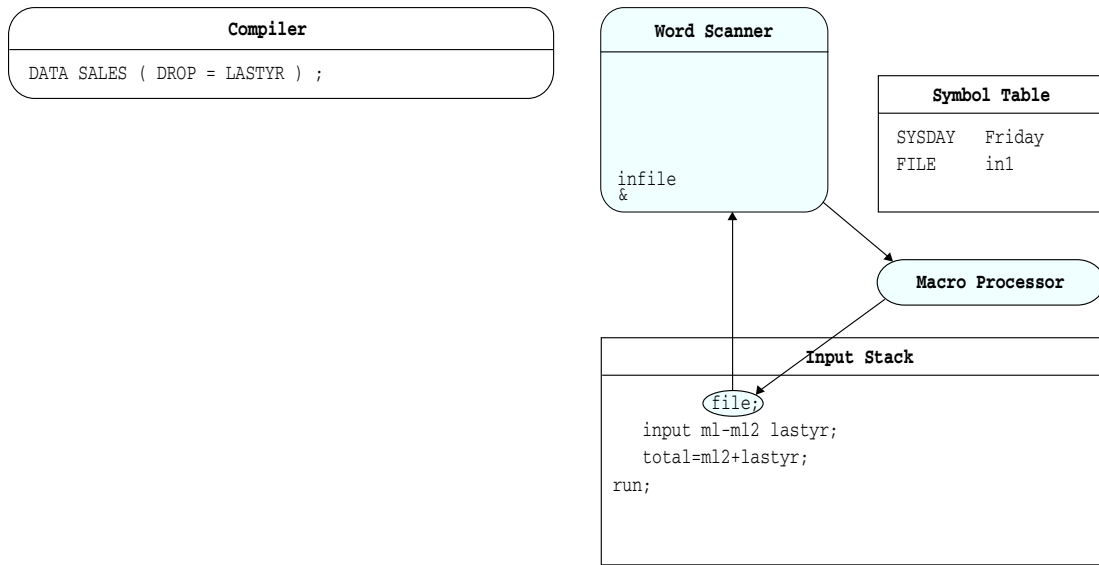 Compiler
DATA SALES ( DROP = LASTYR ) ;
Word Scanner
infile
&
Symbol Table
SYSDAY Friday
FILE in1
Macro Processor
Input Stack
file;
input ml-ml2 lastyr;
total=ml2+lastyr;
run;